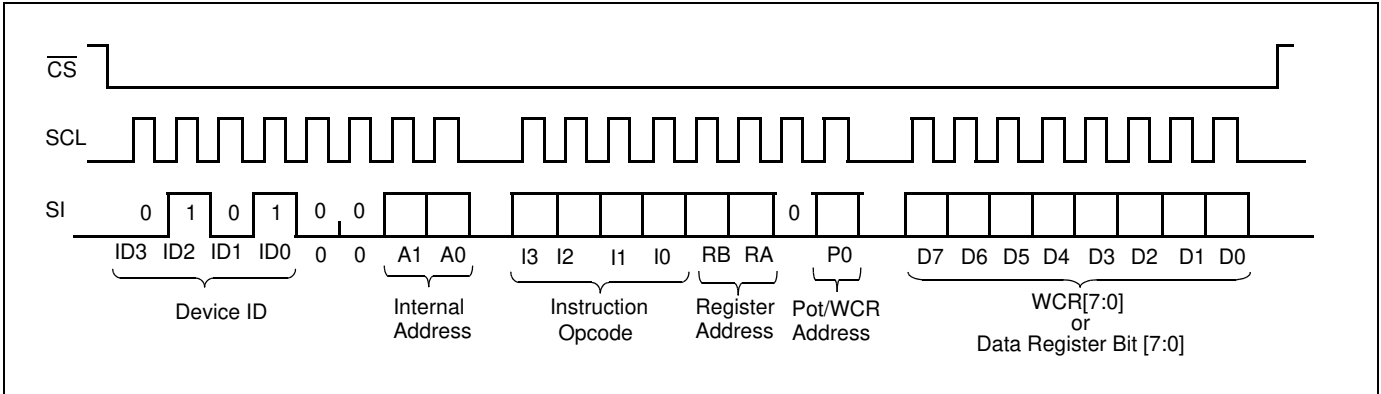 CS
SCL
SI 0 1 0 1 0 0 0
ID3 ID2 ID1 ID0 0 0 A1 A0 I3 I2 I1 I0 RB RA P0 D7 D6 D5 D4 D3 D2 D1 D0
Device ID
Internal
Address
Instruction
Opcode
Register
Address
Pot/WCR
Address
WCR[7:0]
or
Data Register Bit [7:0]